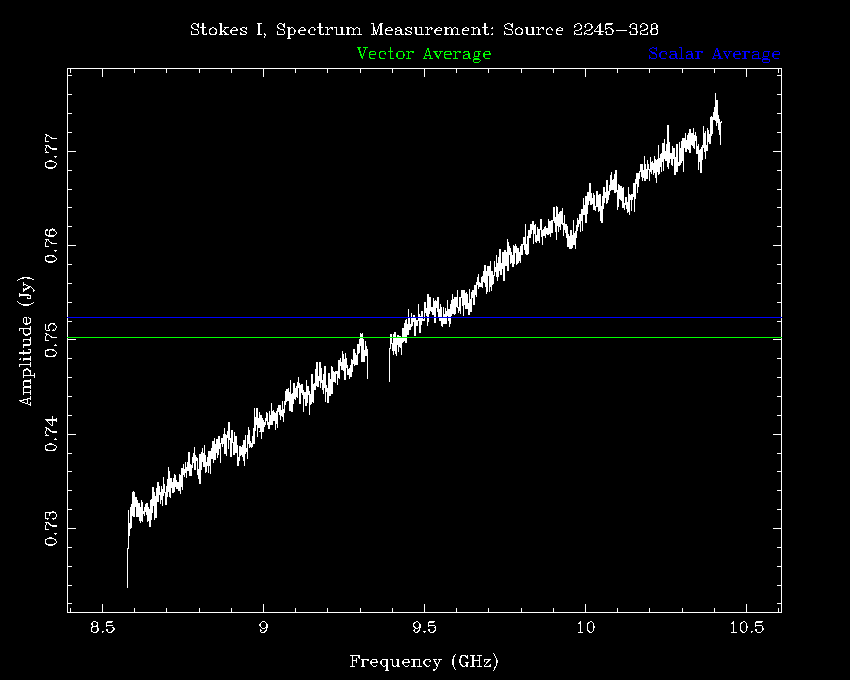 Stokes I, Spectrum Measurement: Source 2245−328
Vector Average Scalar Average
0.77
0.76
0.75
0.74
0.73
Amplitude (Jy)
8.5 9 9.5 10 10.5
Frequency (GHz)